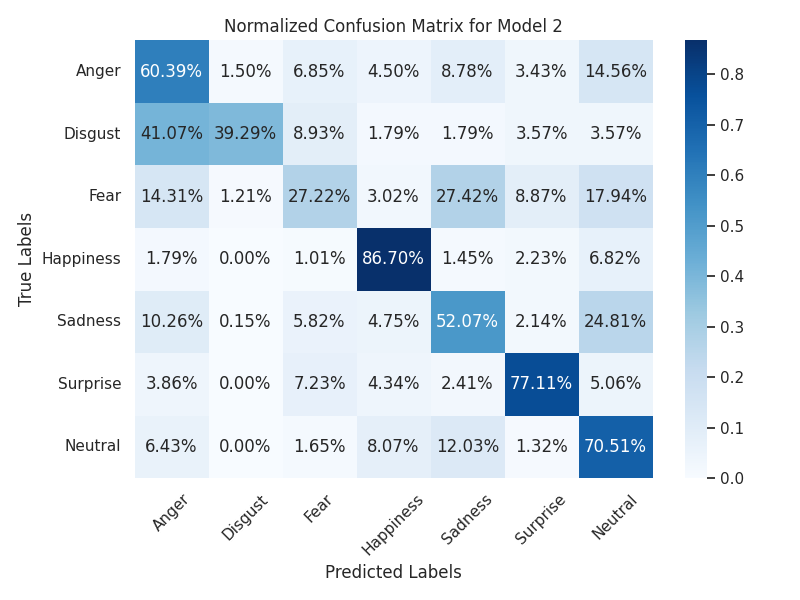 Normalized Confusion Matrix for Model 2
True Labels
Anger 60.39% 1.50% 6.85% 4.50% 8.78% 3.43% 14.56%
Disgust 41.07% 39.29% 8.93% 1.79% 1.79% 3.57% 3.57%
Fear 14.31% 1.21% 27.22% 3.02% 27.42% 8.87% 17.94%
Happiness 1.79% 0.00% 1.01% 86.70% 1.45% 2.23% 6.82%
Sadness 10.26% 0.15% 5.82% 4.75% 52.07% 2.14% 24.81%
Surprise 3.86% 0.00% 7.23% 4.34% 2.41% 77.11% 5.06%
Neutral 6.43% 0.00% 1.65% 8.07% 12.03% 1.32% 70.51%
Anger Disgust Fear Happiness Sadness Surprise Neutral
Predicted Labels
0.8
0.7
0.6
0.5
0.4
0.3
0.2
0.1
0.0